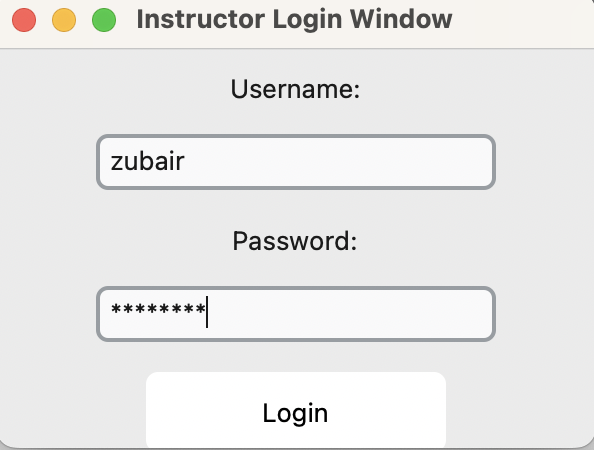 Instructor Login Window
Username:
zubair
Password:
********
Login